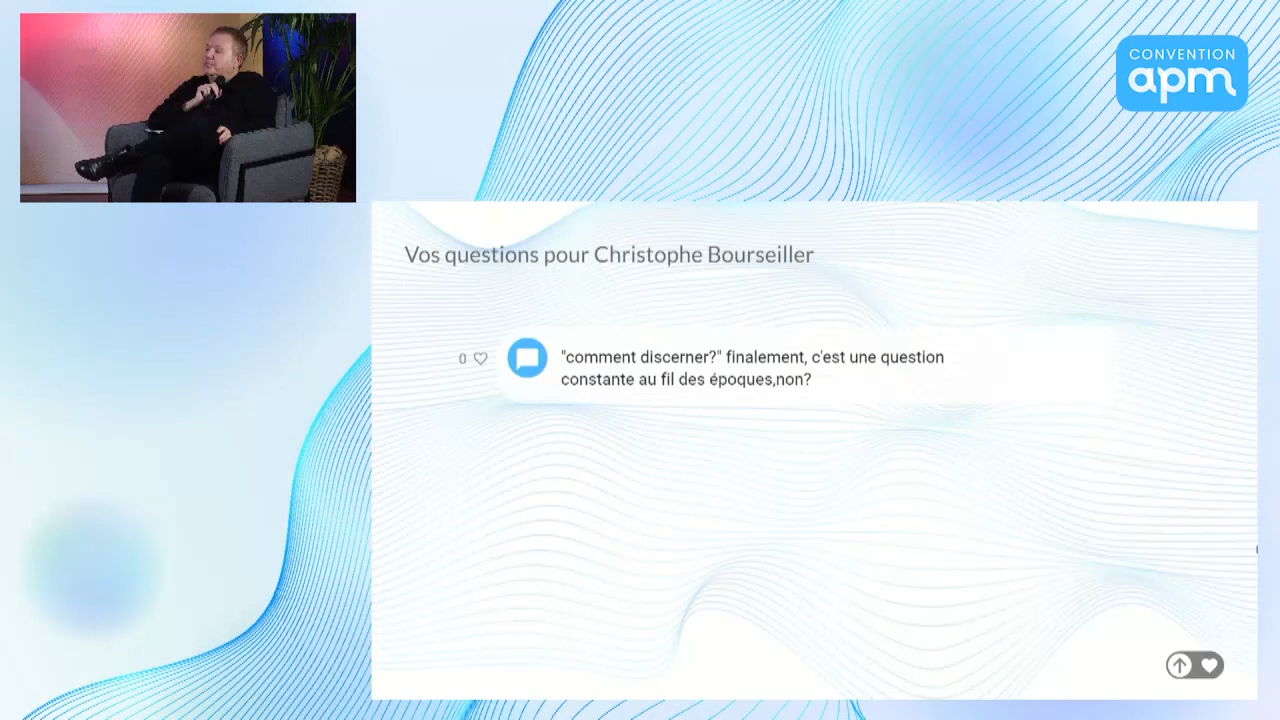 CONVENTION
apm
Vos questions pour Christophe Bourseiller
0
"comment discerner?" finalement, c'est une question
constante au fil des époques,non?